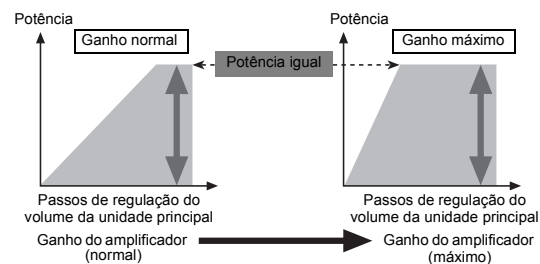 Potência
Ganho normal
Potência igual
Passos de regulação do
volume da unidade principal
Ganho do amplificador
(normal)
Potência
Ganho máximo
Passos de regulação do
volume da unidade principal
Ganho do amplificador
(máximo)